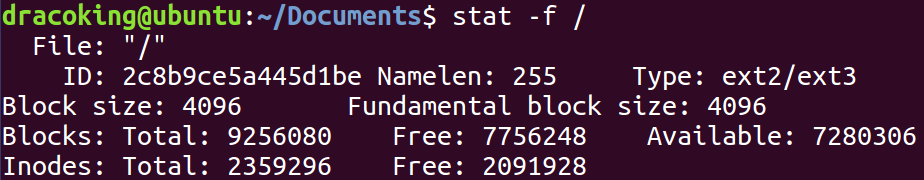 dracoking@ubuntu:~/Documents$ stat -f /
File: "/"
ID: 2c8b9ce5a445d1be Namelen: 255 Type: ext2/ext3
Block size: 4096 Fundamental block size: 4096
Blocks: Total: 9256080 Free: 7756248 Available: 7280306
Inodes: Total: 2359296 Free: 2091928